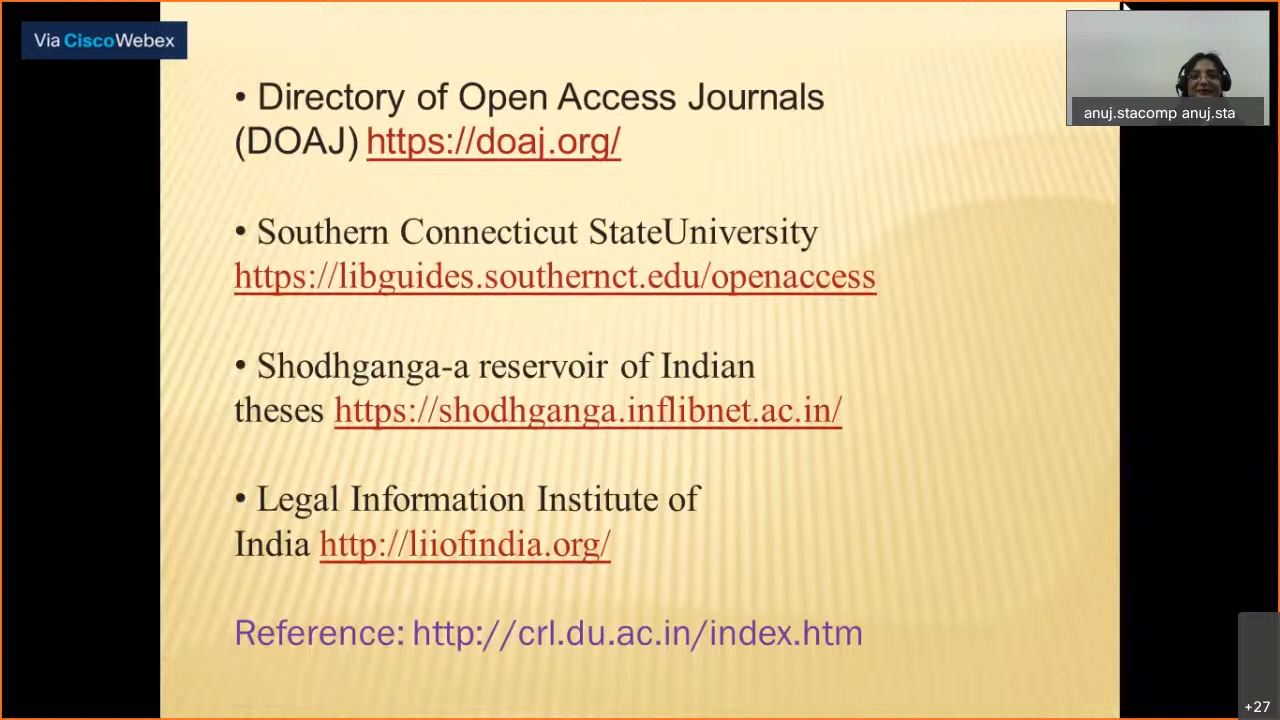 Via CiscoWebex
anuj.stacomp anuj.sta
• Directory of Open Access Journals
(DOAJ) https://doaj.org/
• Southern Connecticut StateUniversity
https://libguides.southernct.edu/openaccess
• Shodhganga-a reservoir of Indian
theses https://shodhganga.inflibnet.ac.in/
• Legal Information Institute of
India http://liiofindia.org/
Reference: http://crl.du.ac.in/index.htm
+27